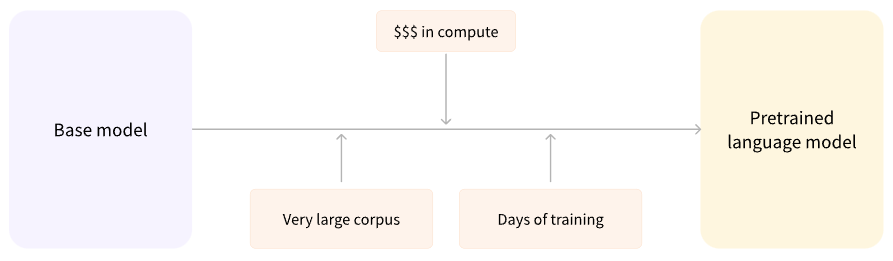 $$$ in compute
Base model
Pretrained
language model
Very large corpus
Days of training